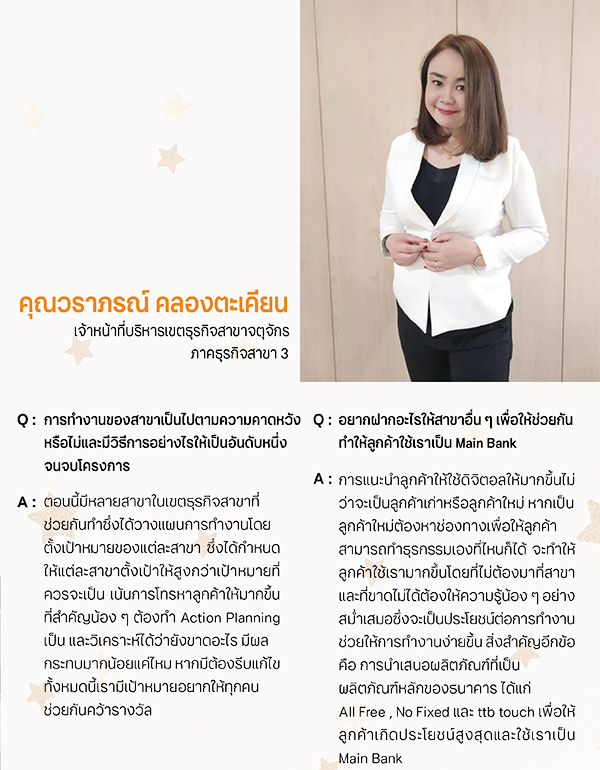 คุณวราภรณ์ คลองตะเคียน
เจ้าหน้าที่บริหารเขตธุรกิจสาขาจตุจักร
ภาคธุรกิจสาขา 3
Q : การทำงานของสาขาเป็นไปตามความคาดหวัง
หรือไม่และมีวิธีการอย่างไรให้เป็นอันดับหนึ่ง
จนจบโครงการ
A : ตอนนี้มีหลายสาขาในเขตธุรกิจสาขาที่
ช่วยกันทำซึ่งได้วางแผนการทำงานโดย
ตั้งเป้าหมายของแต่ละสาขา ซึ่งได้กำหนด
ให้แต่ละสาขาตั้งเป้าให้สูงกว่าเป้าหมายที่
ควรจะเป็น เน้นการโทรหาลูกค้าให้มากขึ้น
ที่สำคัญน้อง ๆ ต้องทำ Action Planning
เป็น และวิเคราะห์ได้ว่ายังขาดอะไร มีผล
กระทบมากน้อยแค่ไหน หากมีต้องรีบแก้ไข
ทั้งหมดนี้เรามีเป้าหมายอยากให้ทุกคน
ช่วยกันคว้ารางวัล
Q : อยากฝากอะไรให้สาขาอื่น ๆ เพื่อให้ช่วยกัน
ทำให้ลูกค้าใช้เราเป็น Main Bank
A : การแนะนำลูกค้าให้ใช้ดิจิตอลให้มากขึ้นไม่
ว่าจะเป็นลูกค้าเก่าหรือลูกค้าใหม่ หากเป็น
ลูกค้าใหม่ต้องหาช่องทางเพื่อให้ลูกค้า
สามารถทำธุรกรรมเองที่ไหนก็ได้ จะทำให้
ลูกค้าใช้เรามากขึ้นโดยที่ไม่ต้องมาที่สาขา
และที่ขาดไม่ได้ต้องให้ความรู้น้อง ๆ อย่าง
สม่ำเสมอซึ่งจะเป็นประโยชน์ต่อการทำงาน
ช่วยให้การทำงานง่ายขึ้น สิ่งสำคัญอีกข้อ
คือ การนำเสนอผลิตภัณฑ์ที่เป็น
ผลิตภัณฑ์หลักของธนาคาร ได้แก่
All Free , No Fixed และ ttb touch เพื่อให้
ลูกค้าเกิดประโยชน์สูงสุดและใช้เราเป็น
Main Bank